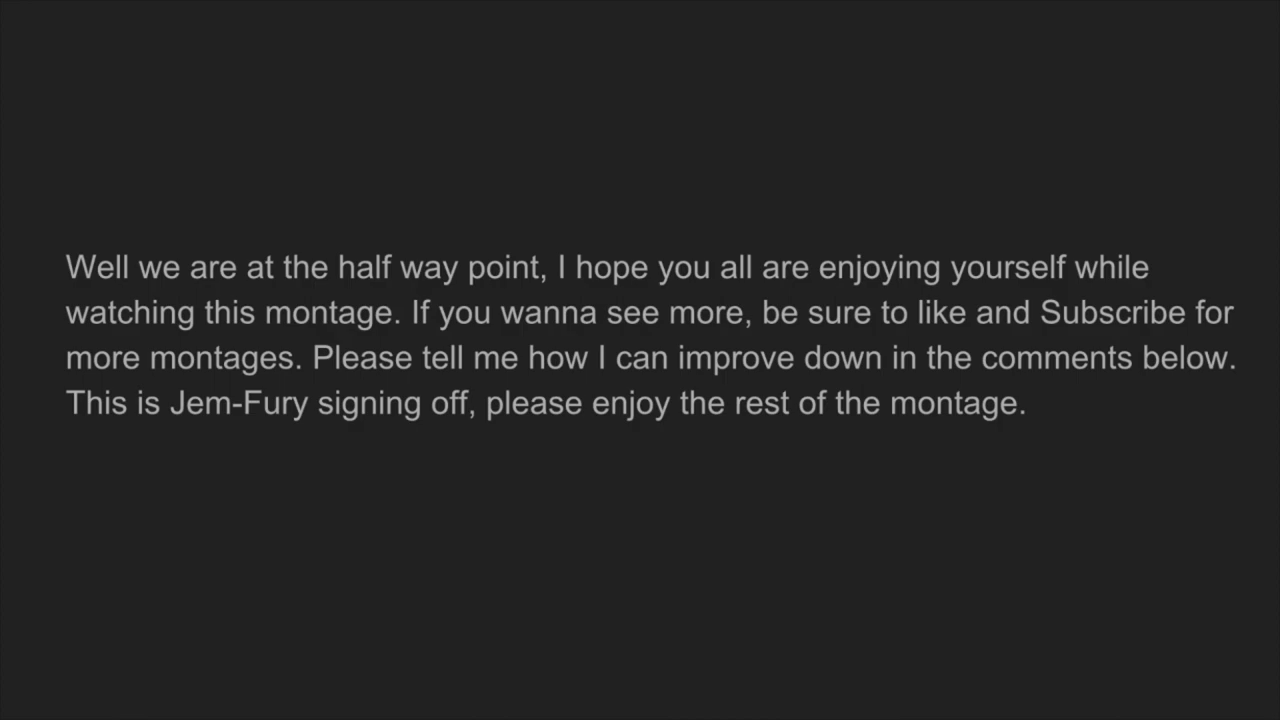 Well we are at the half way point, I hope you all are enjoying yourself while
watching this montage. If you wanna see more, be sure to like and Subscribe for
more montages. Please tell me how I can improve down in the comments below.
This is Jem-Fury signing off, please enjoy the rest of the montage.